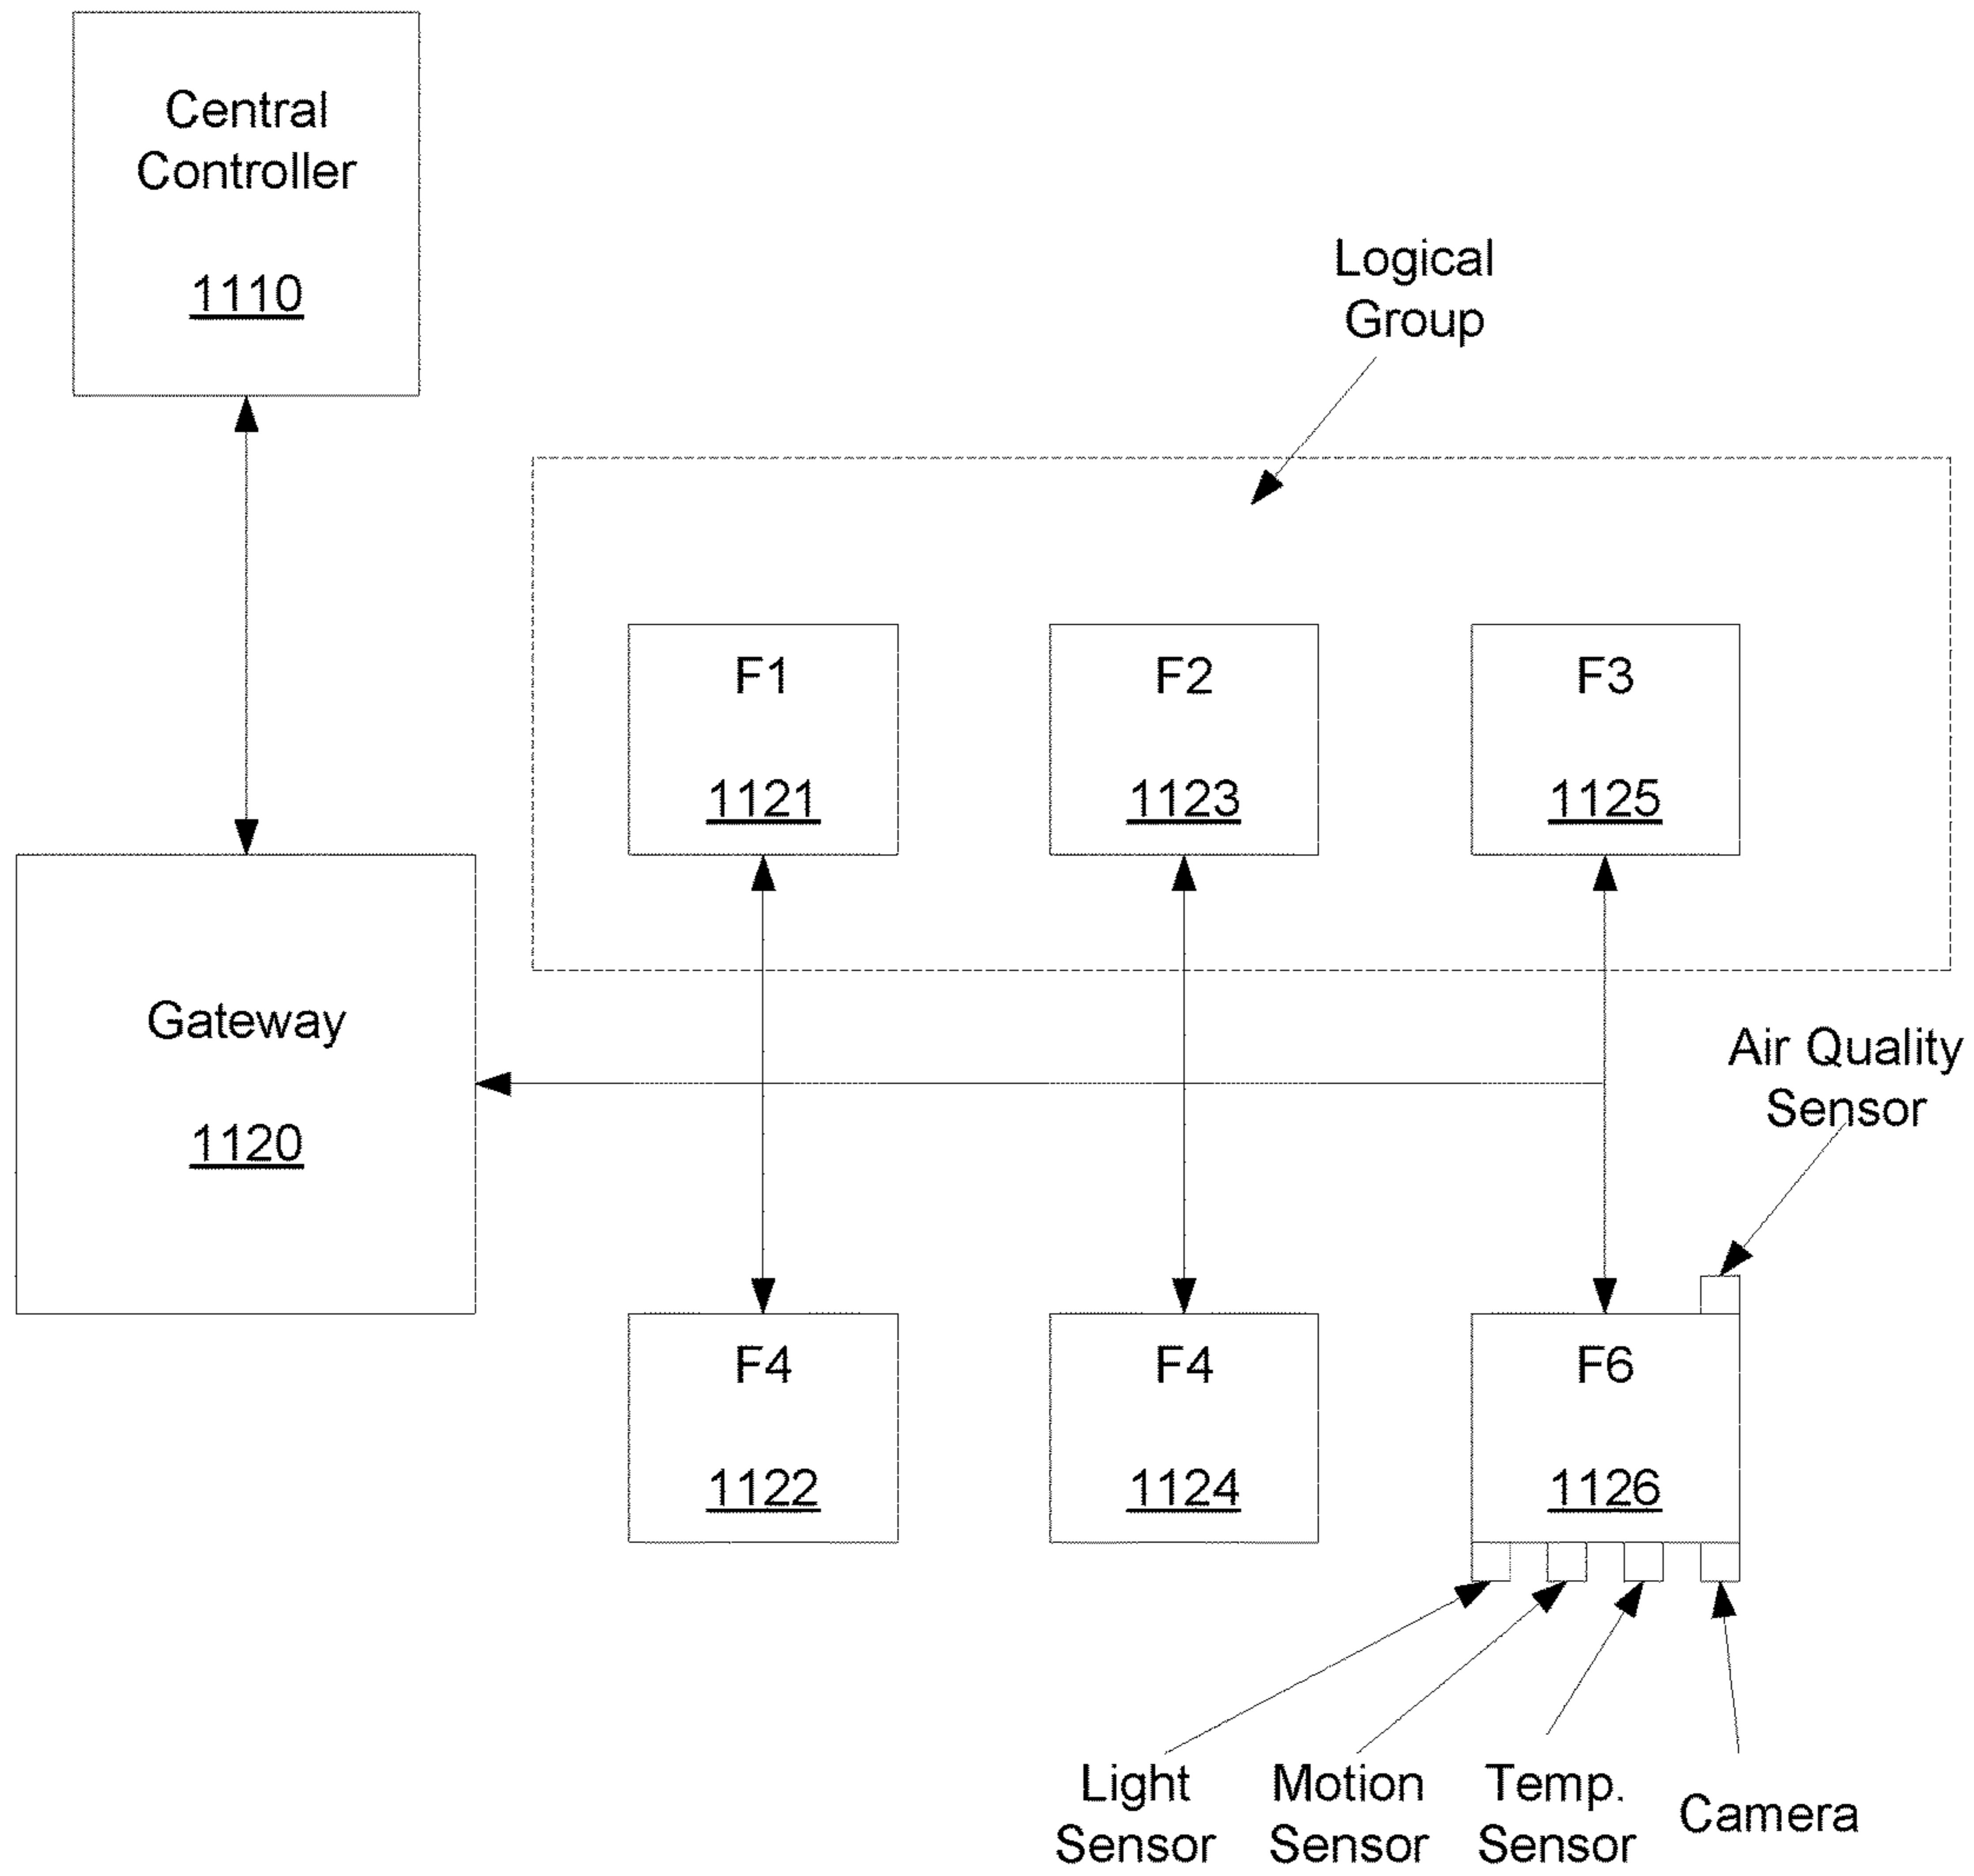 Central
Controller
1110
Logical
Group
F1
1121
F2
1123
F3
1125
Gateway
1120
Air Quality
Sensor
F4
1122
F4
1124
F6
1126
Light
Sensor
Motion
Sensor
Temp.
Sensor
Camera